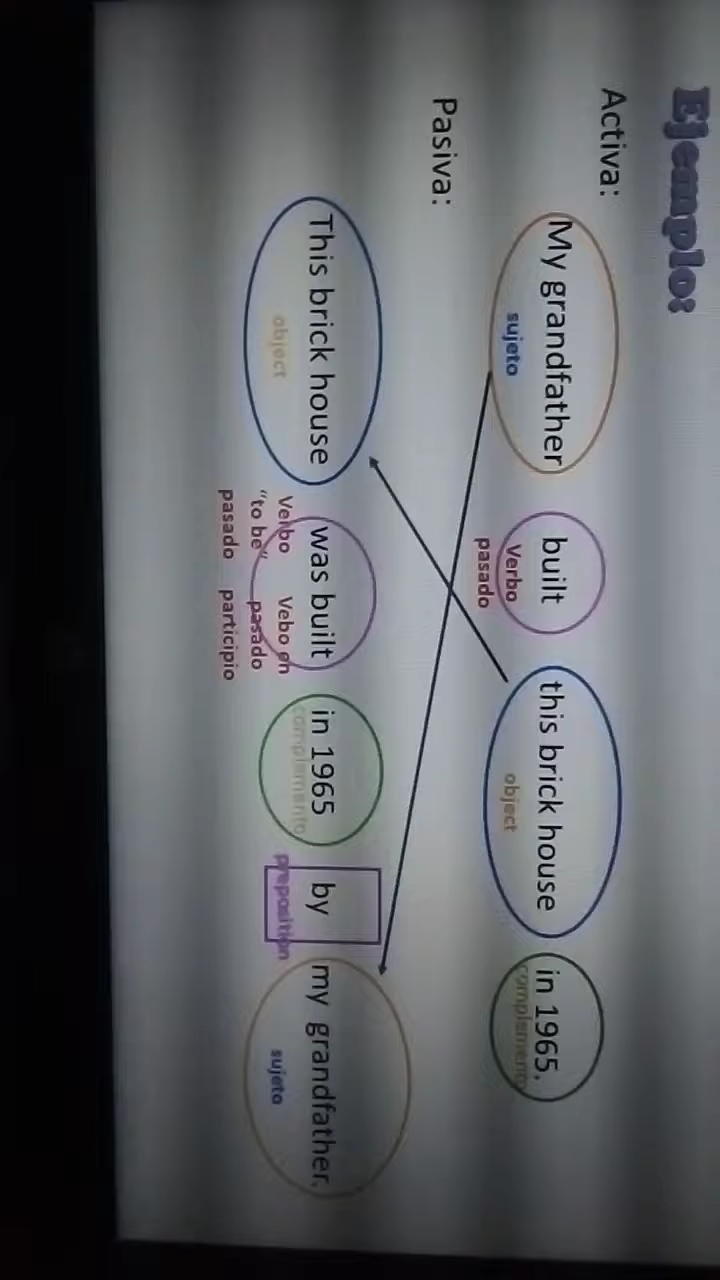 Ejemplo:
Activa:
My grandfather built this brick house in 1965.
sujeto Verbo object complemento
pasado
Pasiva:
This brick house was built in 1965 by my grandfather.
object Verbo Vebo en complemento preposition sujeto
“to be” pasado
pasado participio